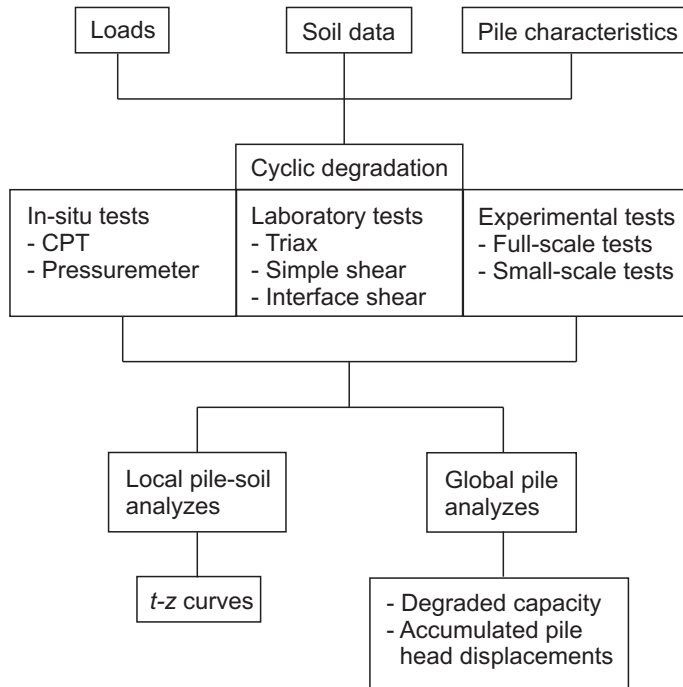 Loads
Soil data
Pile characteristics
Cyclic degradation
In-situ tests
- CPT
- Pressuremeter
Laboratory tests
- Triax
- Simple shear
- Interface shear
Experimental tests
- Full-scale tests
- Small-scale tests
Local pile-soil
analyzes
Global pile
analyzes
t-z curves
- Degraded capacity
- Accumulated pile
head displacements